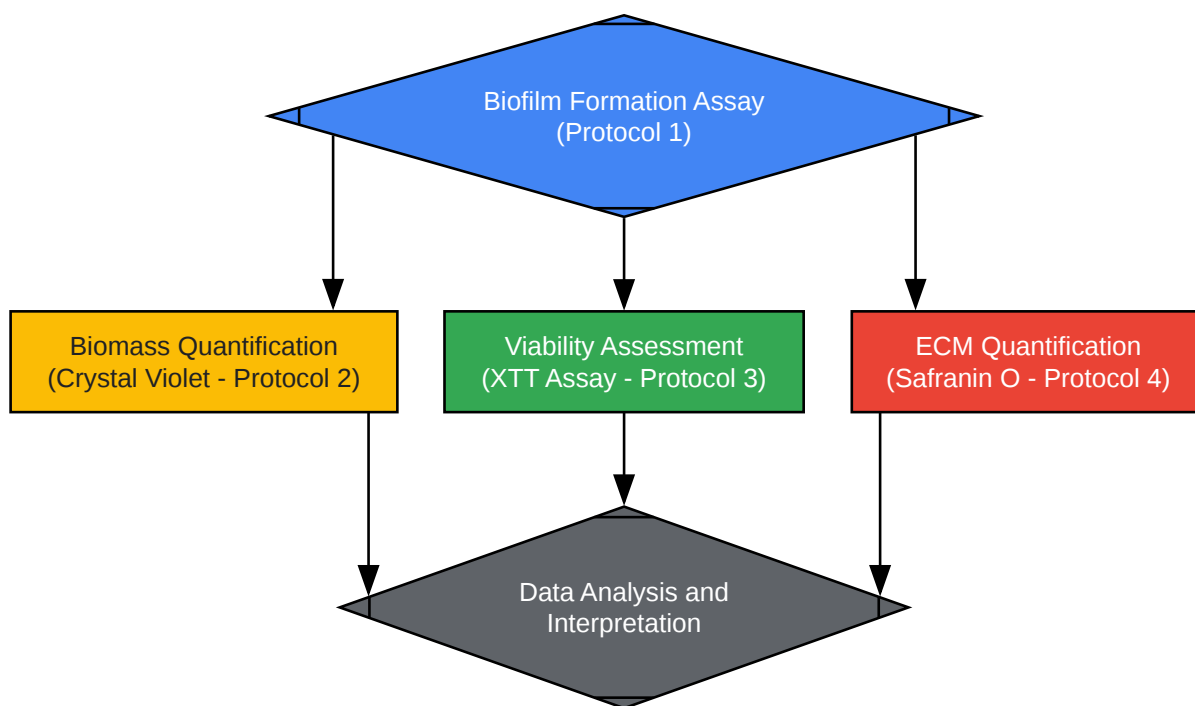 Biofilm Formation Assay
(Protocol 1)
Biomass Quantification
(Crystal Violet - Protocol 2)
Viability Assessment
(XTT Assay - Protocol 3)
ECM Quantification
(Safranin O - Protocol 4)
Data Analysis and
Interpretation